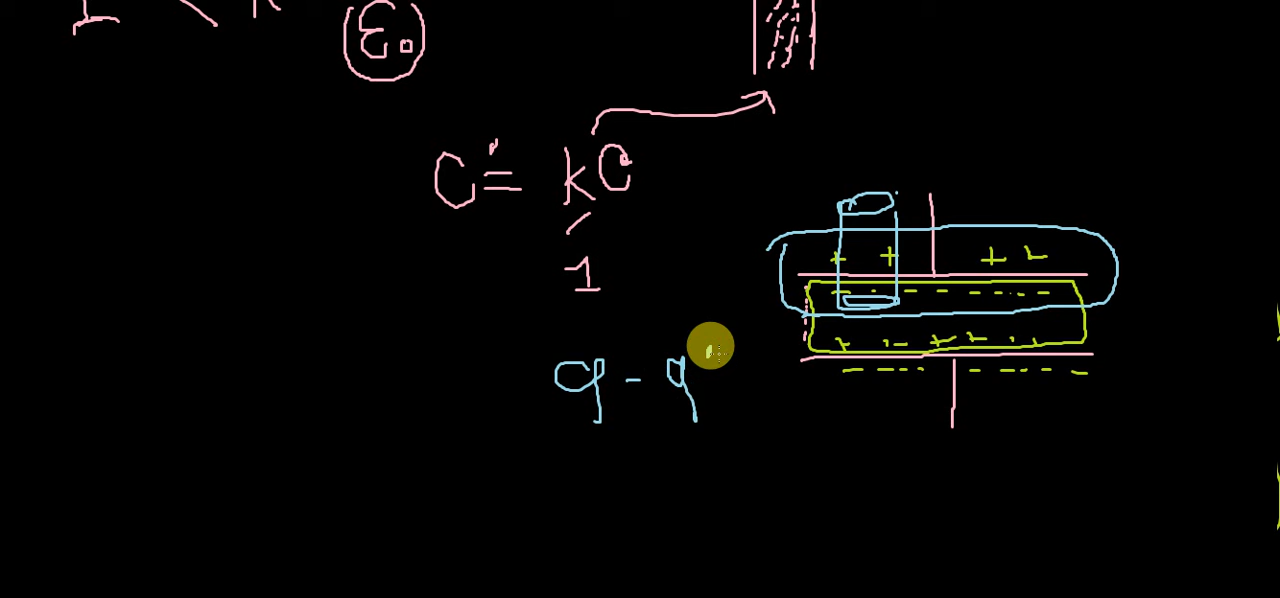 ε₀
C' = kC
1
q - q'
+ + + +
- - - - - - -
+ - + + - +
- - - - - - - -